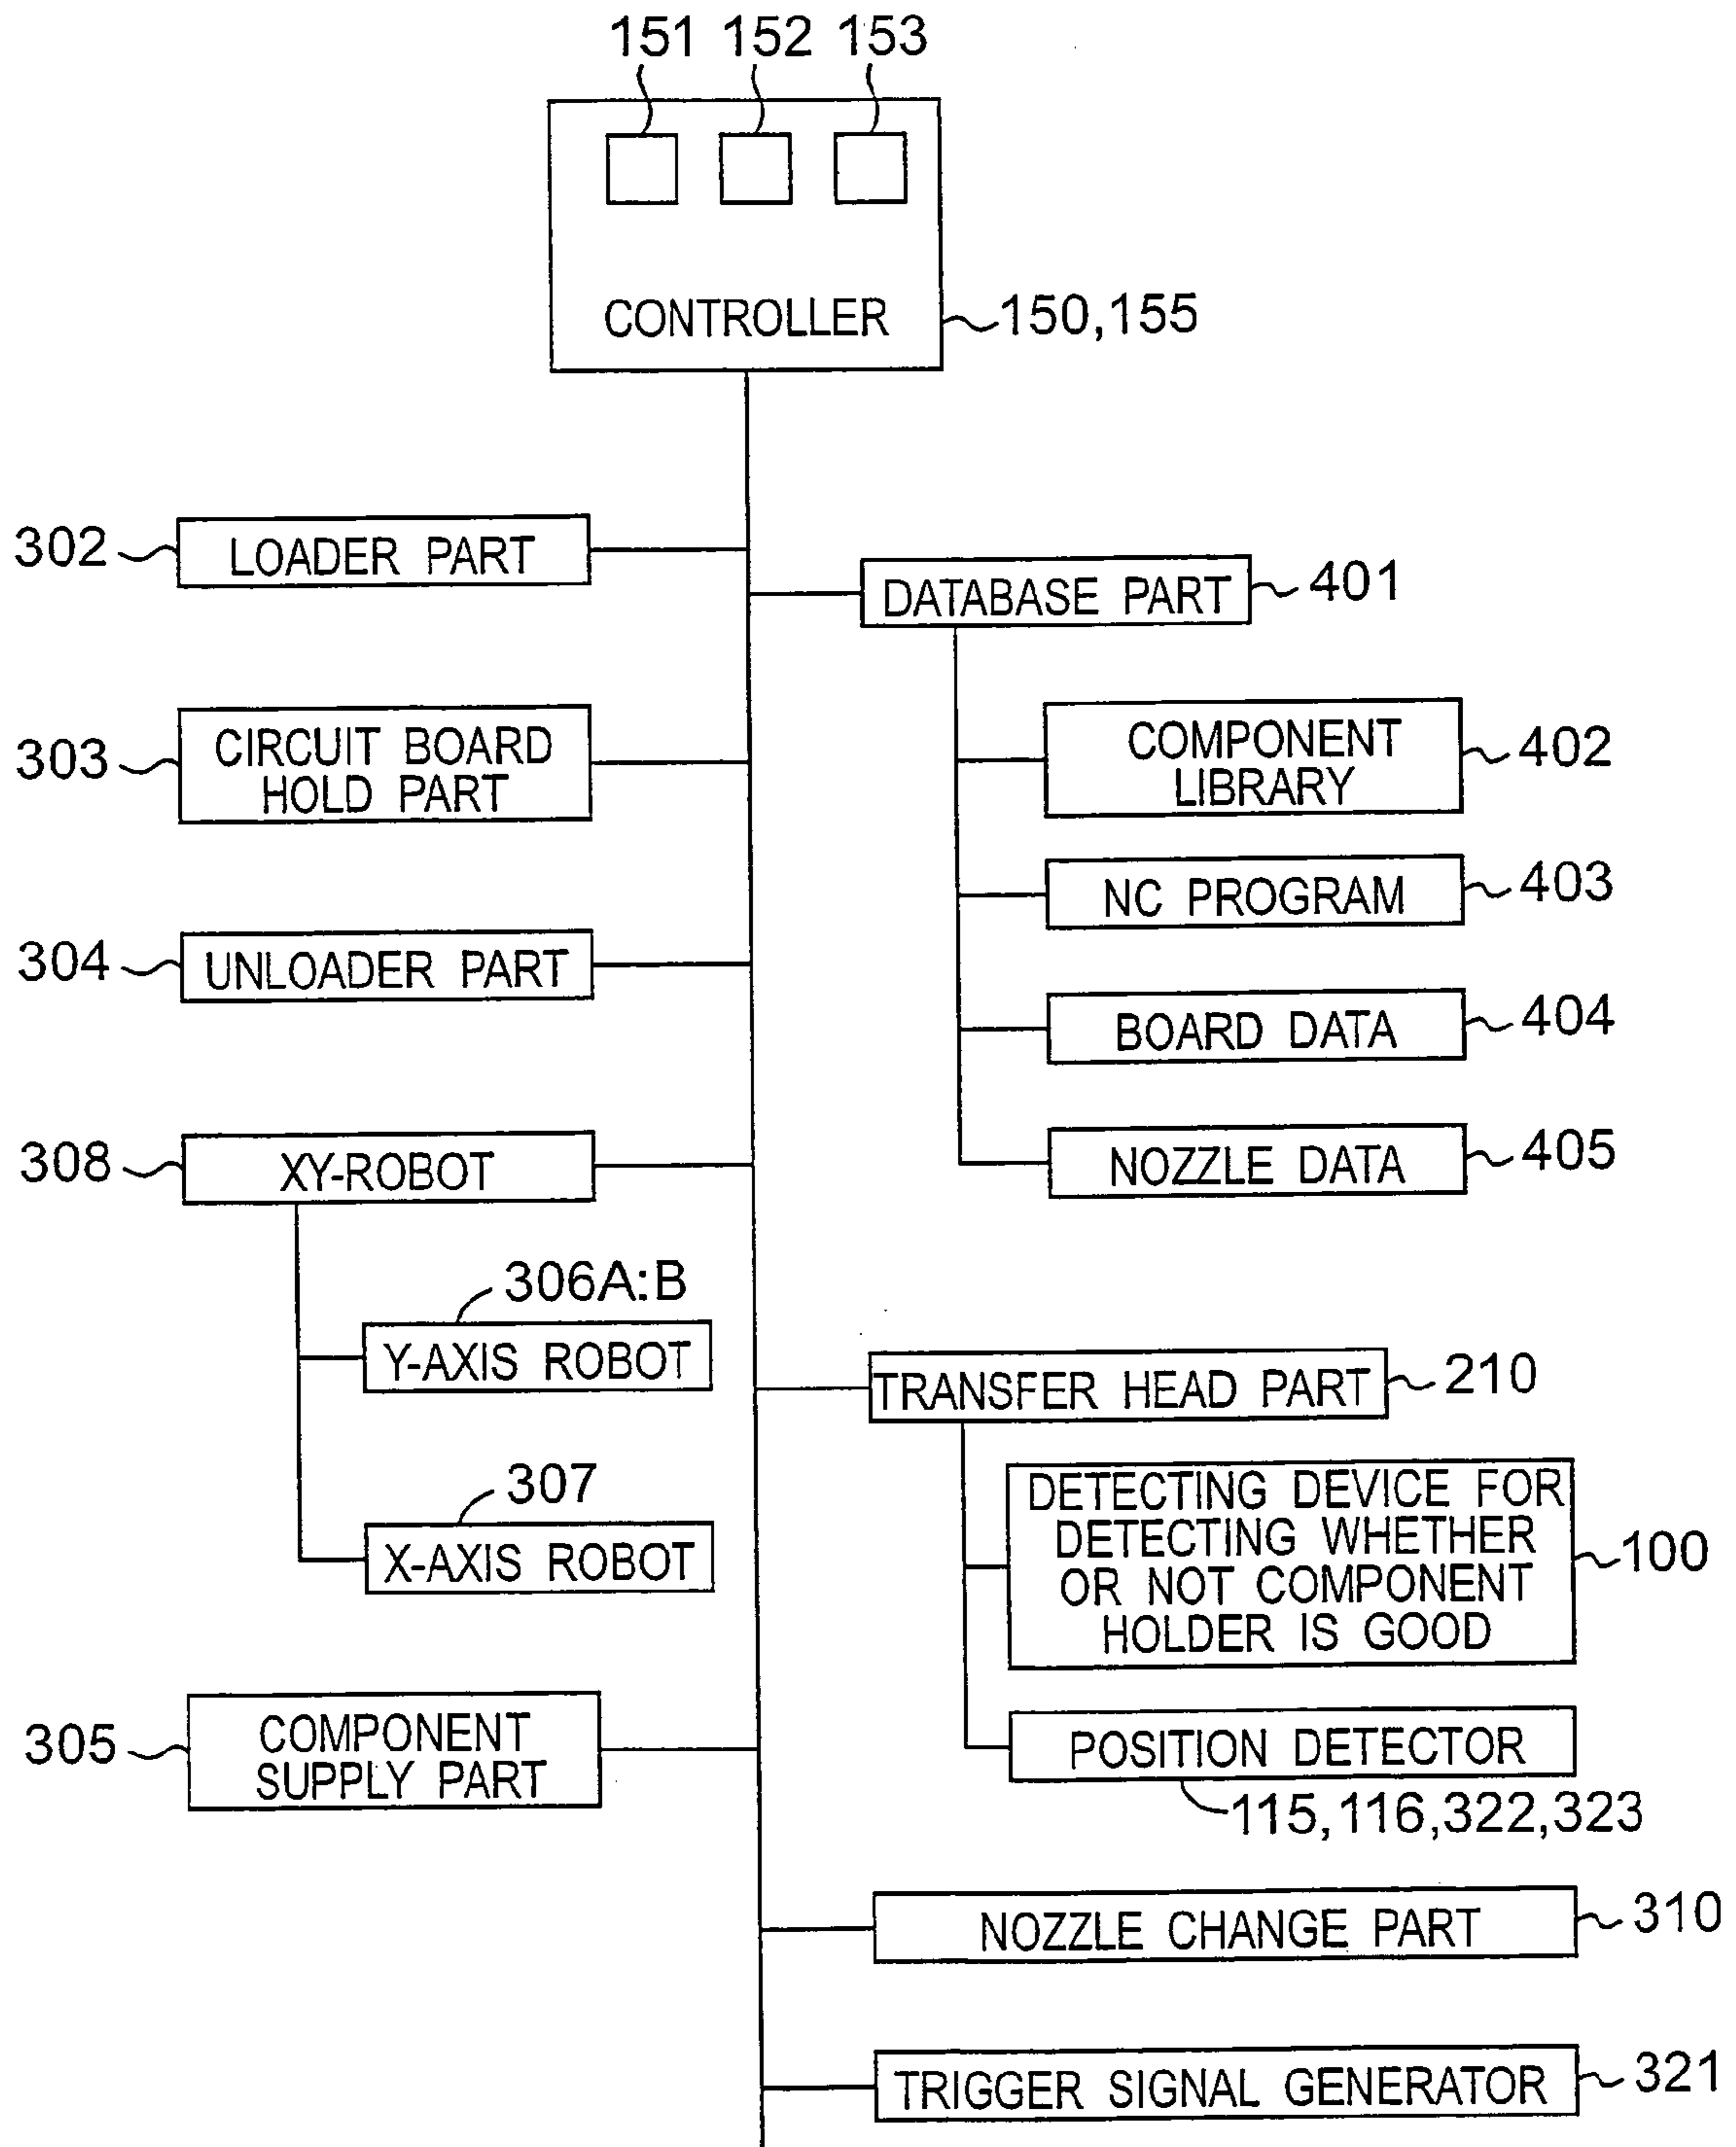 151 152 153
CONTROLLER
150,155
302
LOADER PART
DATABASE PART
401
303
CIRCUIT BOARD
HOLD PART
COMPONENT
LIBRARY
402
NC PROGRAM
403
304
UNLOADER PART
BOARD DATA
404
308
XY-ROBOT
NOZZLE DATA
405
306A:B
Y-AXIS ROBOT
TRANSFER HEAD PART
210
307
X-AXIS ROBOT
DETECTING DEVICE FOR
DETECTING WHETHER
OR NOT COMPONENT
HOLDER IS GOOD
100
305
COMPONENT
SUPPLY PART
POSITION DETECTOR
115,116,322,323
NOZZLE CHANGE PART
310
TRIGGER SIGNAL GENERATOR
321